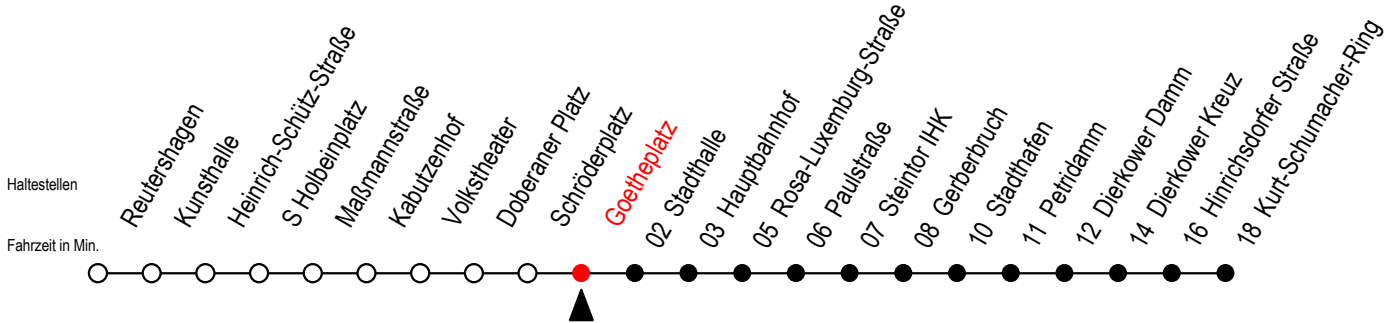 Haltestellen
Fahrzeit in Min.
Reutershagen
Kunsthalle
Heinrich-Schütz-Straße
S Holbeinplatz
Maßmannstraße
Kabutzenhof
Volkstheater
Doberaner Platz
Schröderplatz
Goetheplatz
02 Stadthalle
03 Hauptbahnhof
05 Rosa-Luxemburg-Straße
06 Paulstraße
07 Steintor IHK
08 Gerberbruch
10 Stadthafen
11 Petridamm
12 Dierkower Damm
14 Dierkower Kreuz
16 Hinrichsdorfer Straße
18 Kurt-Schumacher-Ring